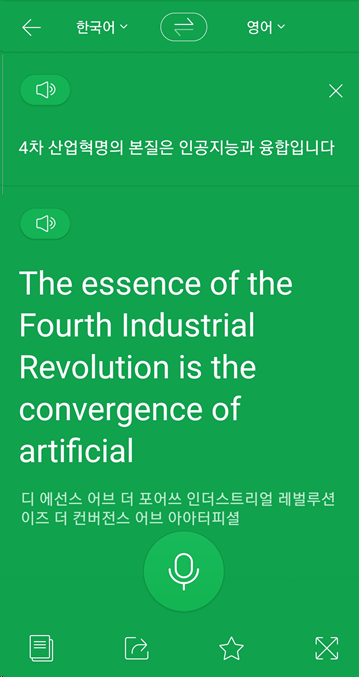 한국어 영어
4차 산업혁명의 본질은 인공지능과 융합입니다
The essence of the
Fourth Industrial
Revolution is the
convergence of
artificial
디 에선스 어브 더 포어쓰 인더스트리얼 레벌루션
이즈 더 컨버전스 어브 아아터피셜